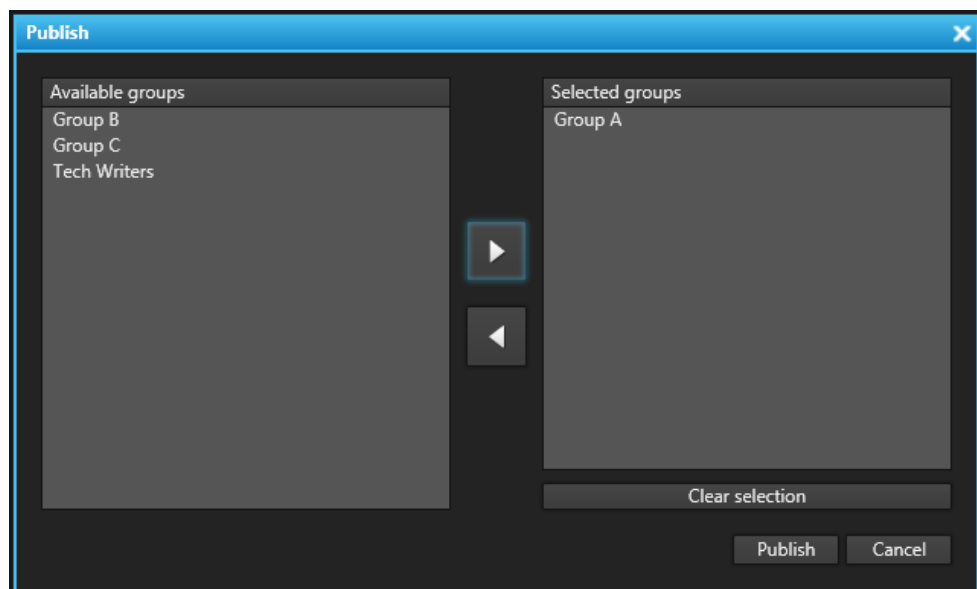 Publish
Available groups
Group B
Group C
Tech Writers
Selected groups
Group A
Clear selection
Publish
Cancel